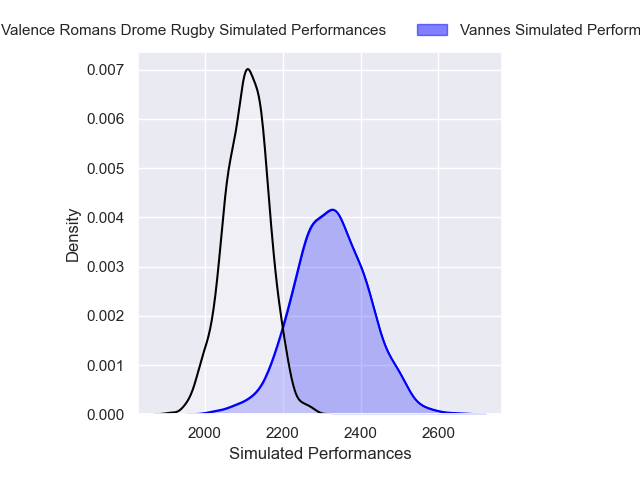 Valence Romans Drome Rugby Simulated Performances
Vannes Simulated Perform
0.007
0.006
0.005
0.004
0.003
0.002
0.001
0.000
Density
2000 2200 2400 2600
Simulated Performances